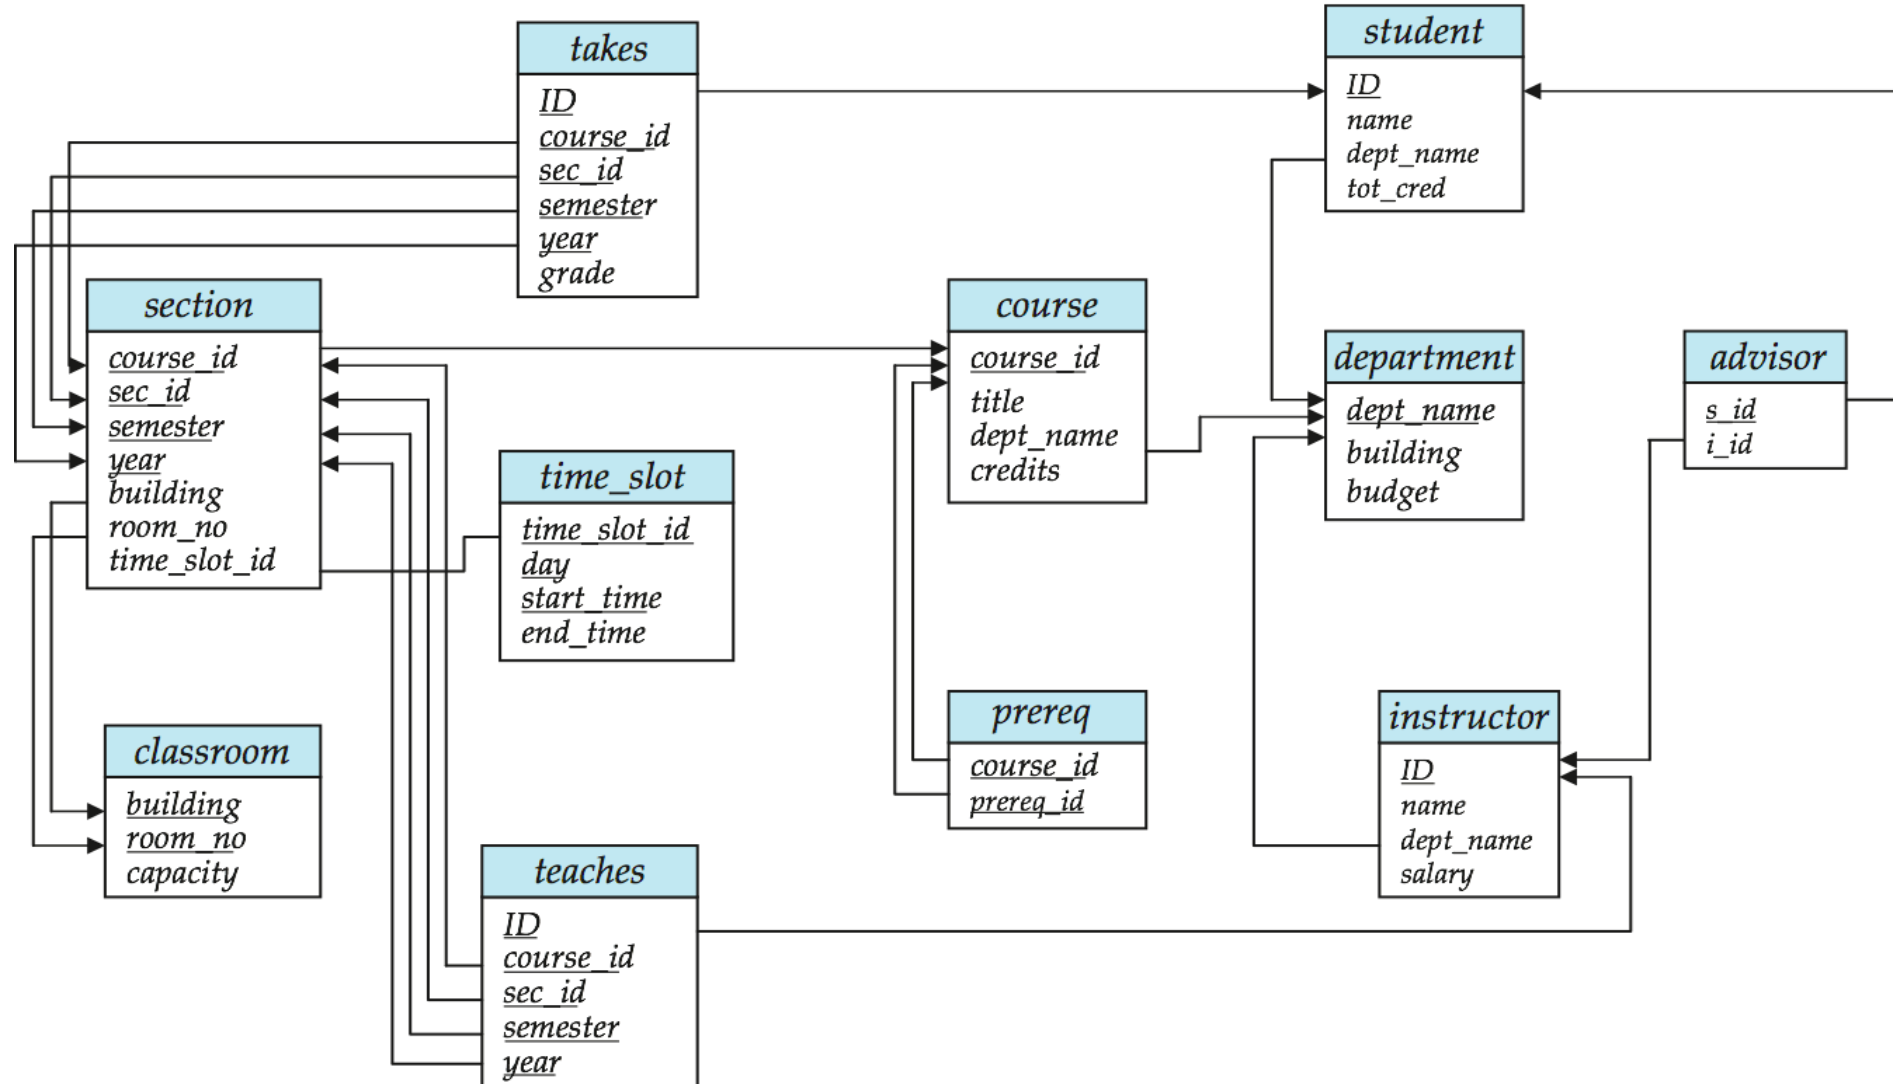 takes
ID
course_id
sec_id
semester
year
grade
student
ID
name
dept_name
tot_cred
section
course_id
sec_id
semester
year
building
room_no
time_slot_id
time_slot
time_slot_id
day
start_time
end_time
course
course_id
title
dept_name
credits
department
dept_name
building
budget
advisor
s_id
i_id
classroom
building
room_no
capacity
prereq
course_id
prereq_id
instructor
ID
name
dept_name
salary
teaches
ID
course_id
sec_id
semester
year